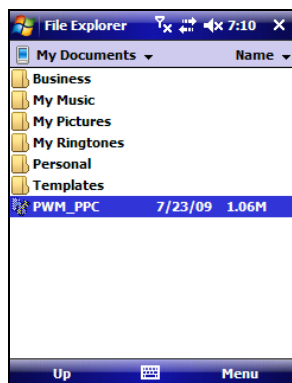 File Explorer 7:10 X
My Documents Name
Business
My Music
My Pictures
My Ringtones
Personal
Templates
PWM_PPC 7/23/09 1.06M
Up Menu